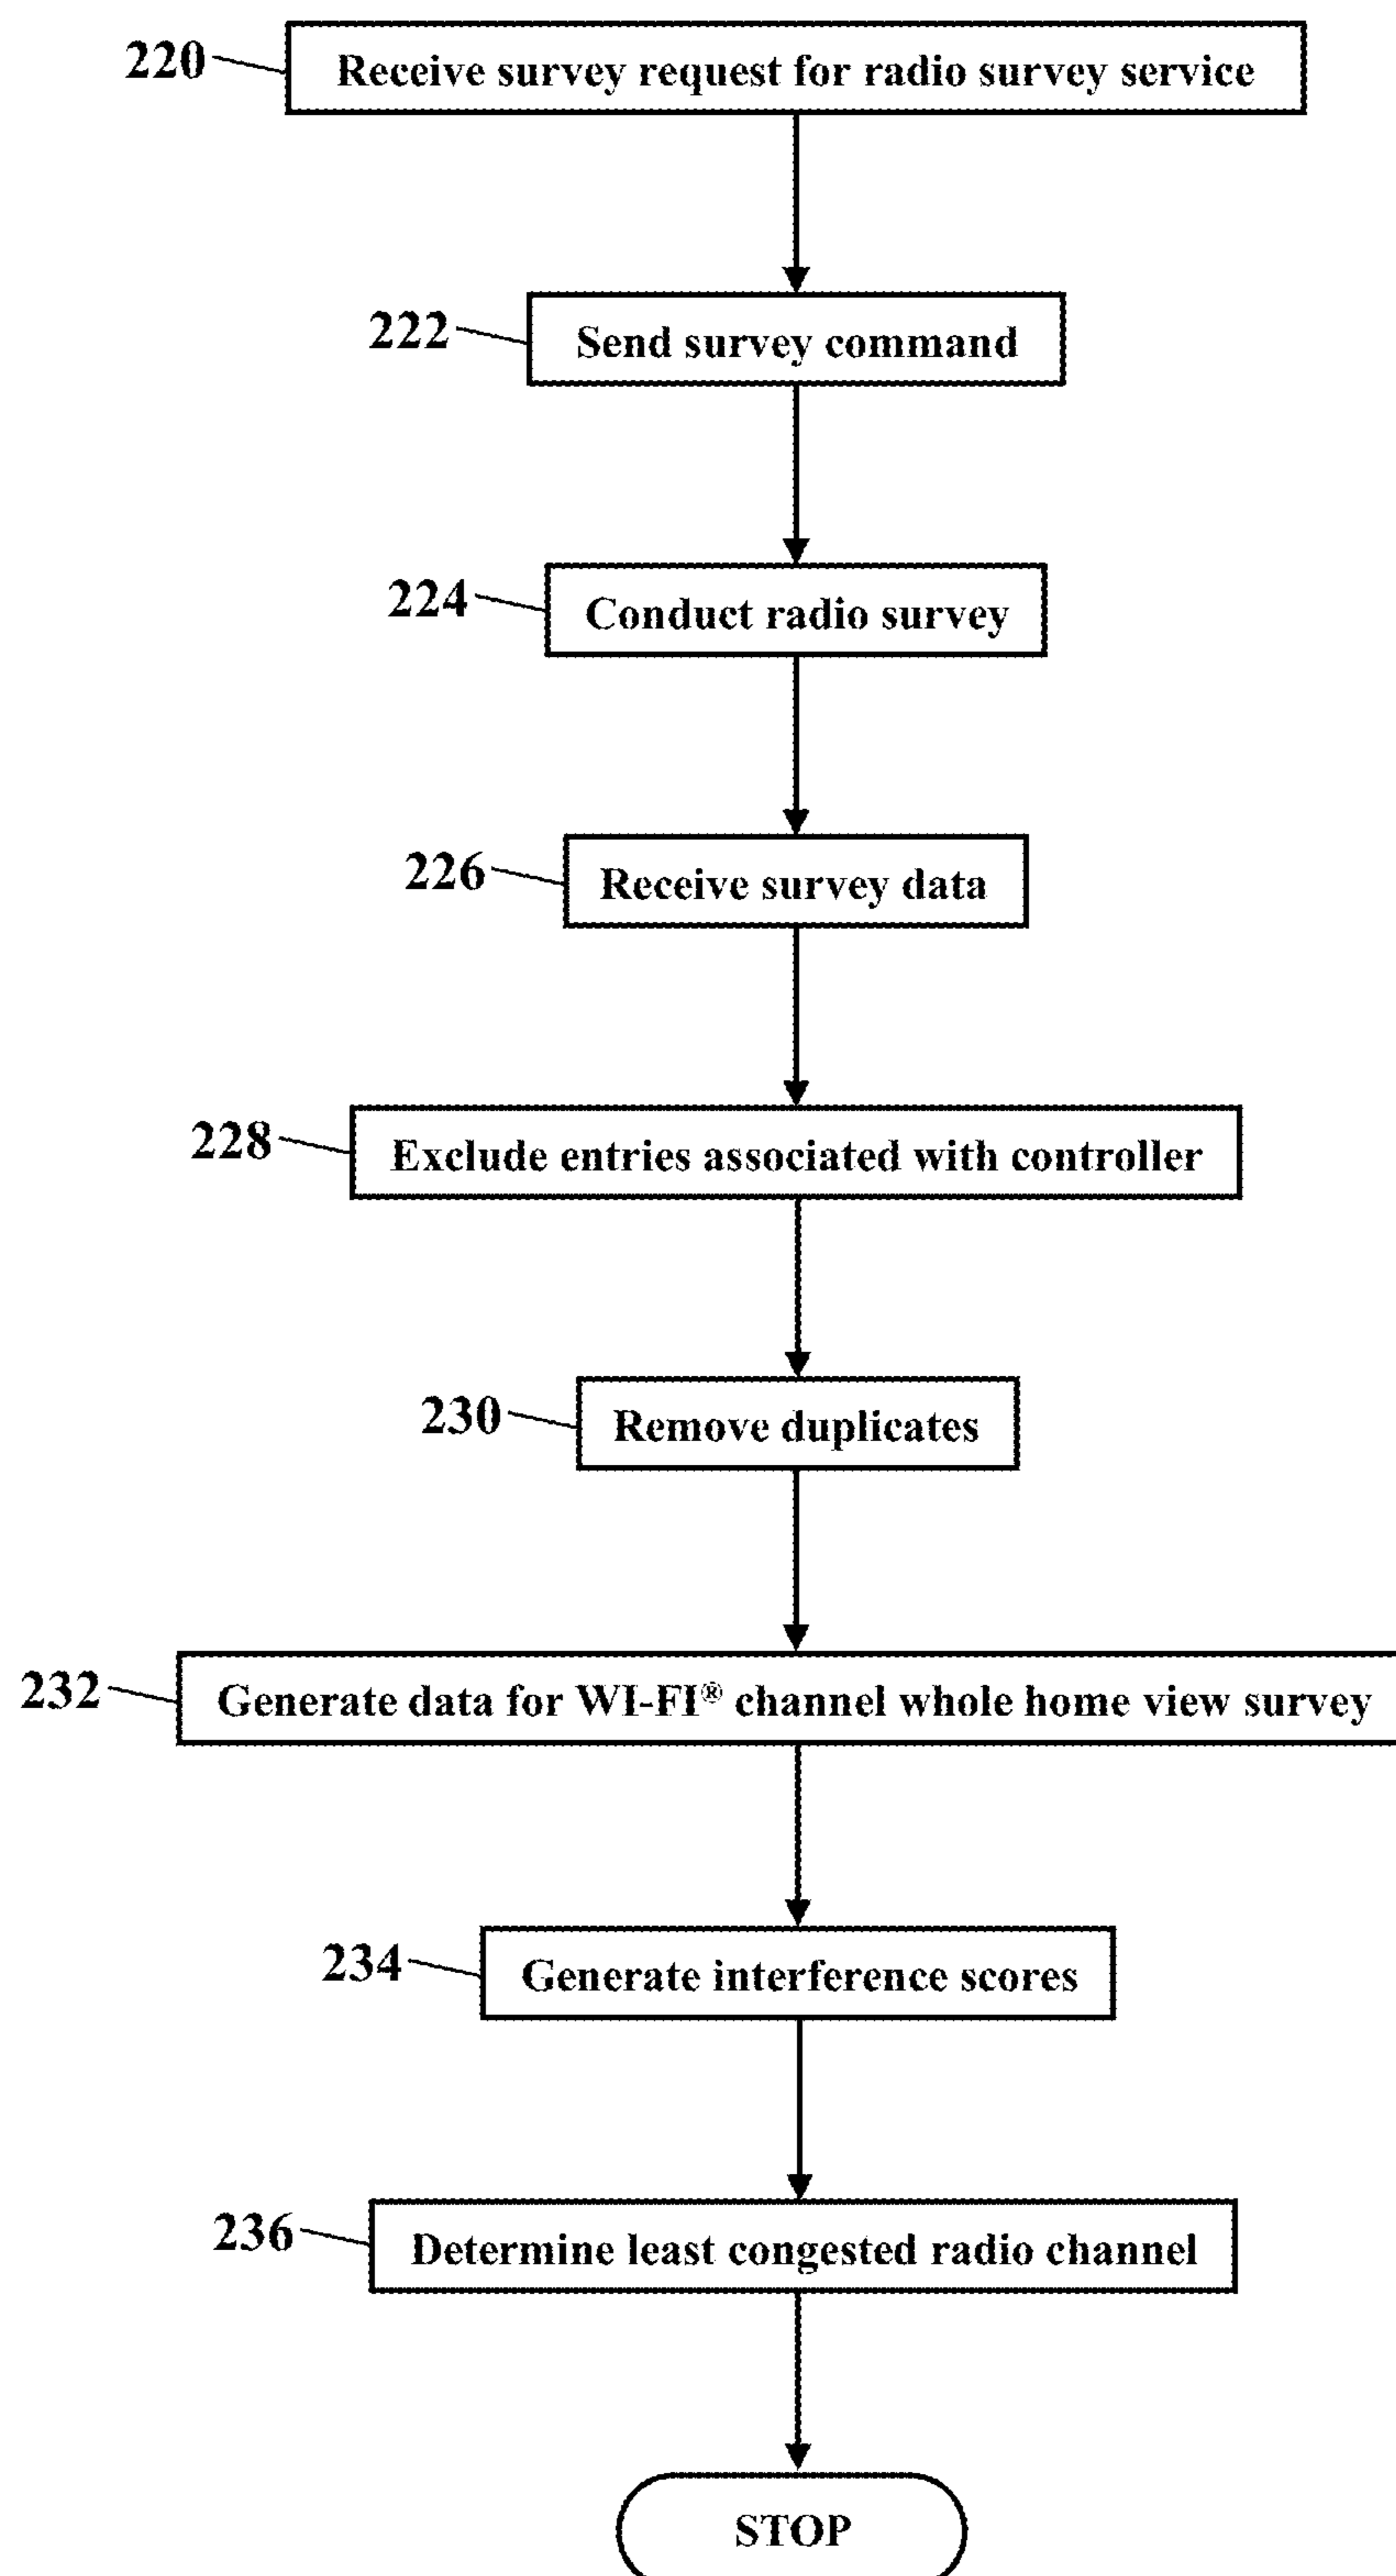 220 Receive survey request for radio survey service
222 Send survey command
224 Conduct radio survey
226 Receive survey data
228 Exclude entries associated with controller
230 Remove duplicates
232 Generate data for WI-FI® channel whole home view survey
234 Generate interference scores
236 Determine least congested radio channel
STOP